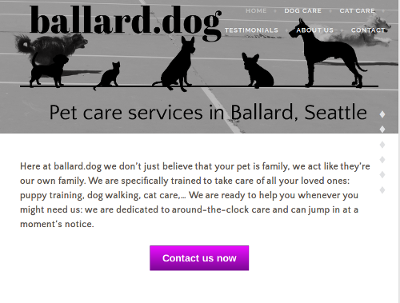 ballard.dog
HOME DOG CARE CAT CARE
TESTIMONIALS ABOUT US CONTACT
Pet care services in Ballard, Seattle
Here at ballard.dog we don't just believe that your pet is family, we act like they're
our own family. We are specifically trained to take care of all your loved ones:
puppy training, dog walking, cat care,... We are ready to help you whenever you
might need us: we are dedicated to around-the-clock care and can jump in at a
moment's notice.
Contact us now